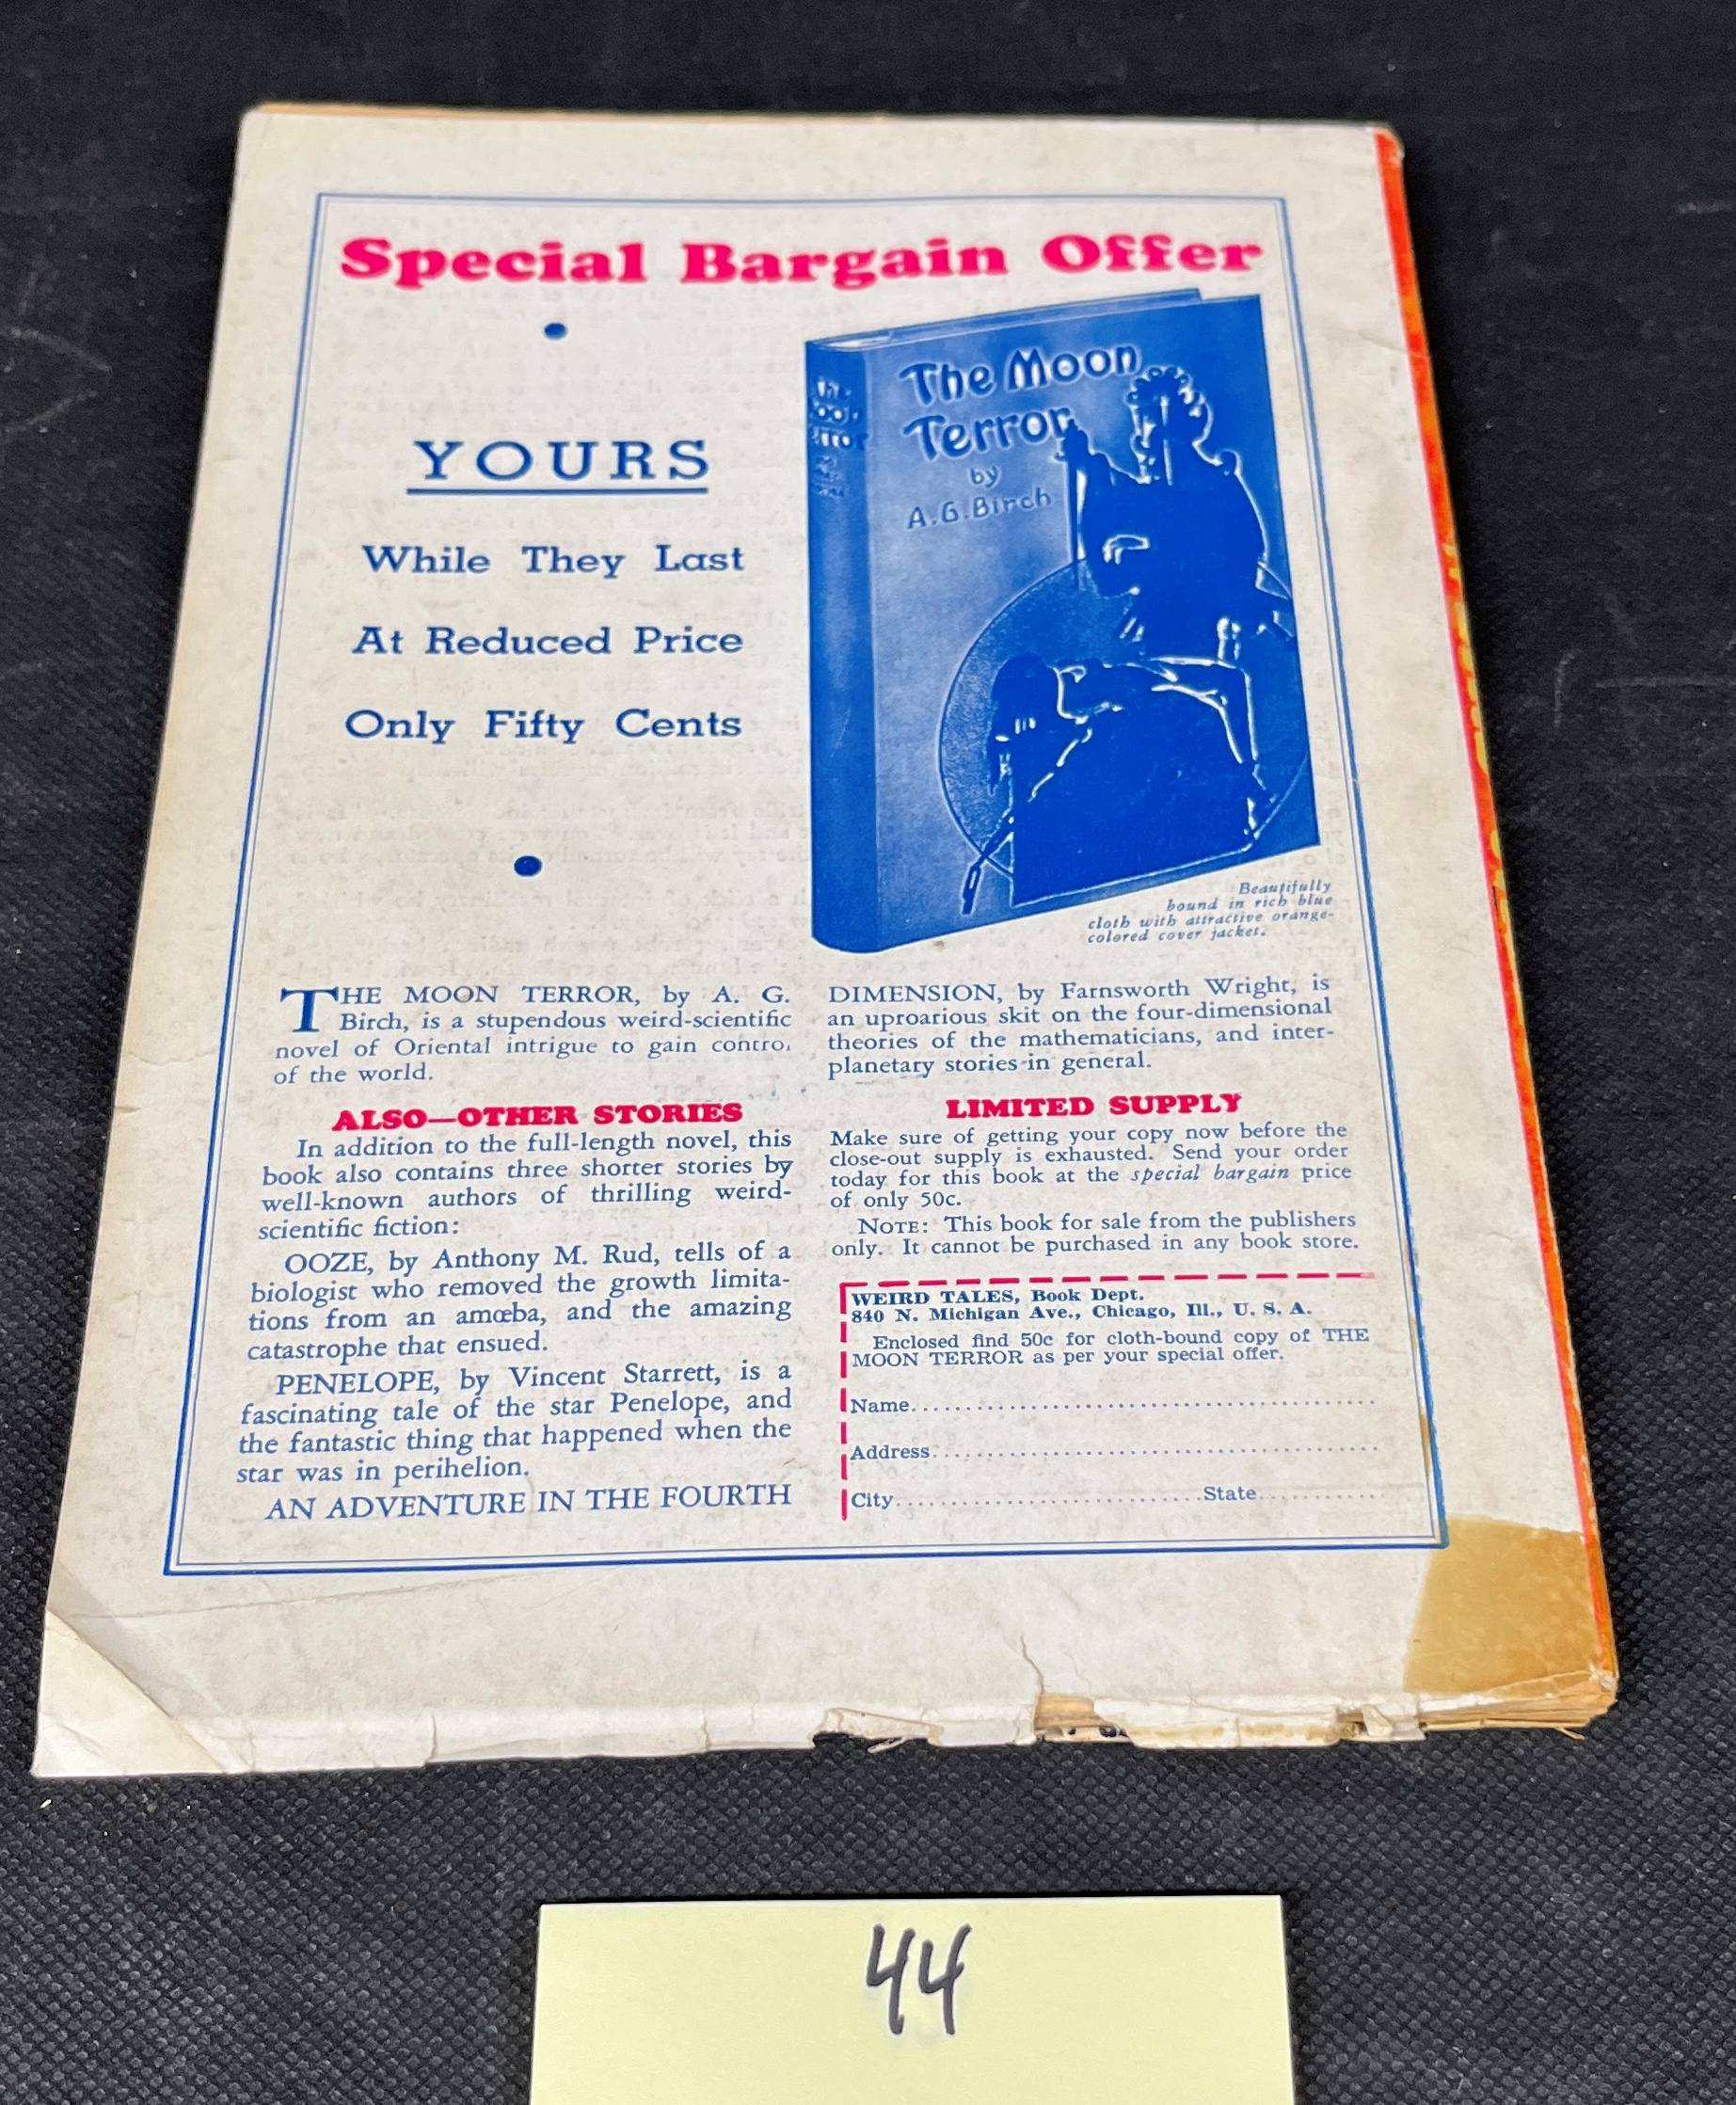 Special Bargain Offer
YOURS
While They Last
At Reduced Price
Only Fifty Cents
The Moon
Terror
by
A.G.Birch
Beautifully
bound in rich blue
cloth with attractive orange-
colored cover jacket.
THE MOON TERROR, by A. G.
Birch, is a stupendous weird-scientific
novel of Oriental intrigue to gain contro
of the world.
ALSO—OTHER STORIES
In addition to the full-length novel, this
book also contains three shorter stories by
well-known authors of thrilling weird-
scientific fiction:
OOZE, by Anthony M. Rud, tells of a
biologist who removed the growth limita-
tions from an amœba, and the amazing
catastrophe that ensued.
PENELOPE, by Vincent Starrett, is a
fascinating tale of the star Penelope, and
the fantastic thing that happened when the
star was in perihelion.
AN ADVENTURE IN THE FOURTH
DIMENSION, by Farnsworth Wright, is
an uproarious skit on the four-dimensional
theories of the mathematicians, and inter-
planetary stories in general.
LIMITED SUPPLY
Make sure of getting your copy now before the
close-out supply is exhausted. Send your order
today for this book at the special bargain price
of only 50c.
NOTE: This book for sale from the publishers
only. It cannot be purchased in any book store.
WEIRD TALES, Book Dept.
840 N. Michigan Ave., Chicago, Ill., U. S. A.
Enclosed find 50c for cloth-bound copy of THE
MOON TERROR as per your special offer.
Name
Address
City State
44